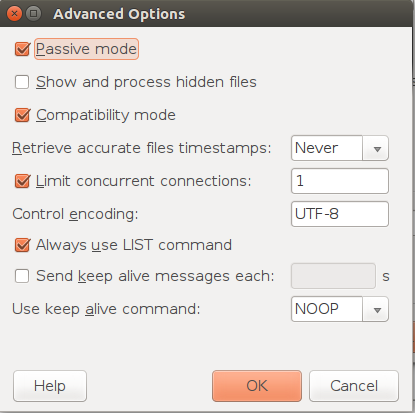 Advanced Options
Passive mode
Show and process hidden files
Compatibility mode
Retrieve accurate files timestamps: Never
Limit concurrent connections: 1
Control encoding: UTF-8
Always use LIST command
Send keep alive messages each: s
Use keep alive command: NOOP
Help OK Cancel